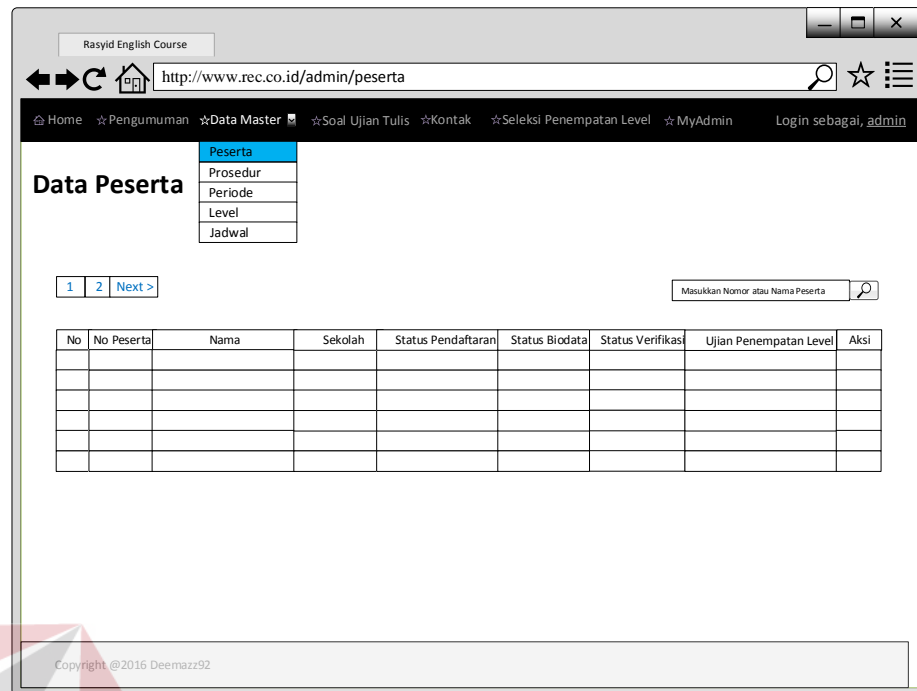 Rasyid English Course
http://www.rec.co.id/admin/peserta
Home Pengumuman Data Master Soal Ujian Tulis Kontak Seleksi Penempatan Level MyAdmin Login sebagai, admin
Peserta
Prosedur
Periode
Level
Jadwal
Data Peserta
1 2 Next >
Masukkan Nomor atau Nama Peserta
No No Peserta Nama Sekolah Status Pendaftaran Status Biodata Status Verifikasi Ujian Penempatan Level Aksi
Copyright @2016 Deemazz92